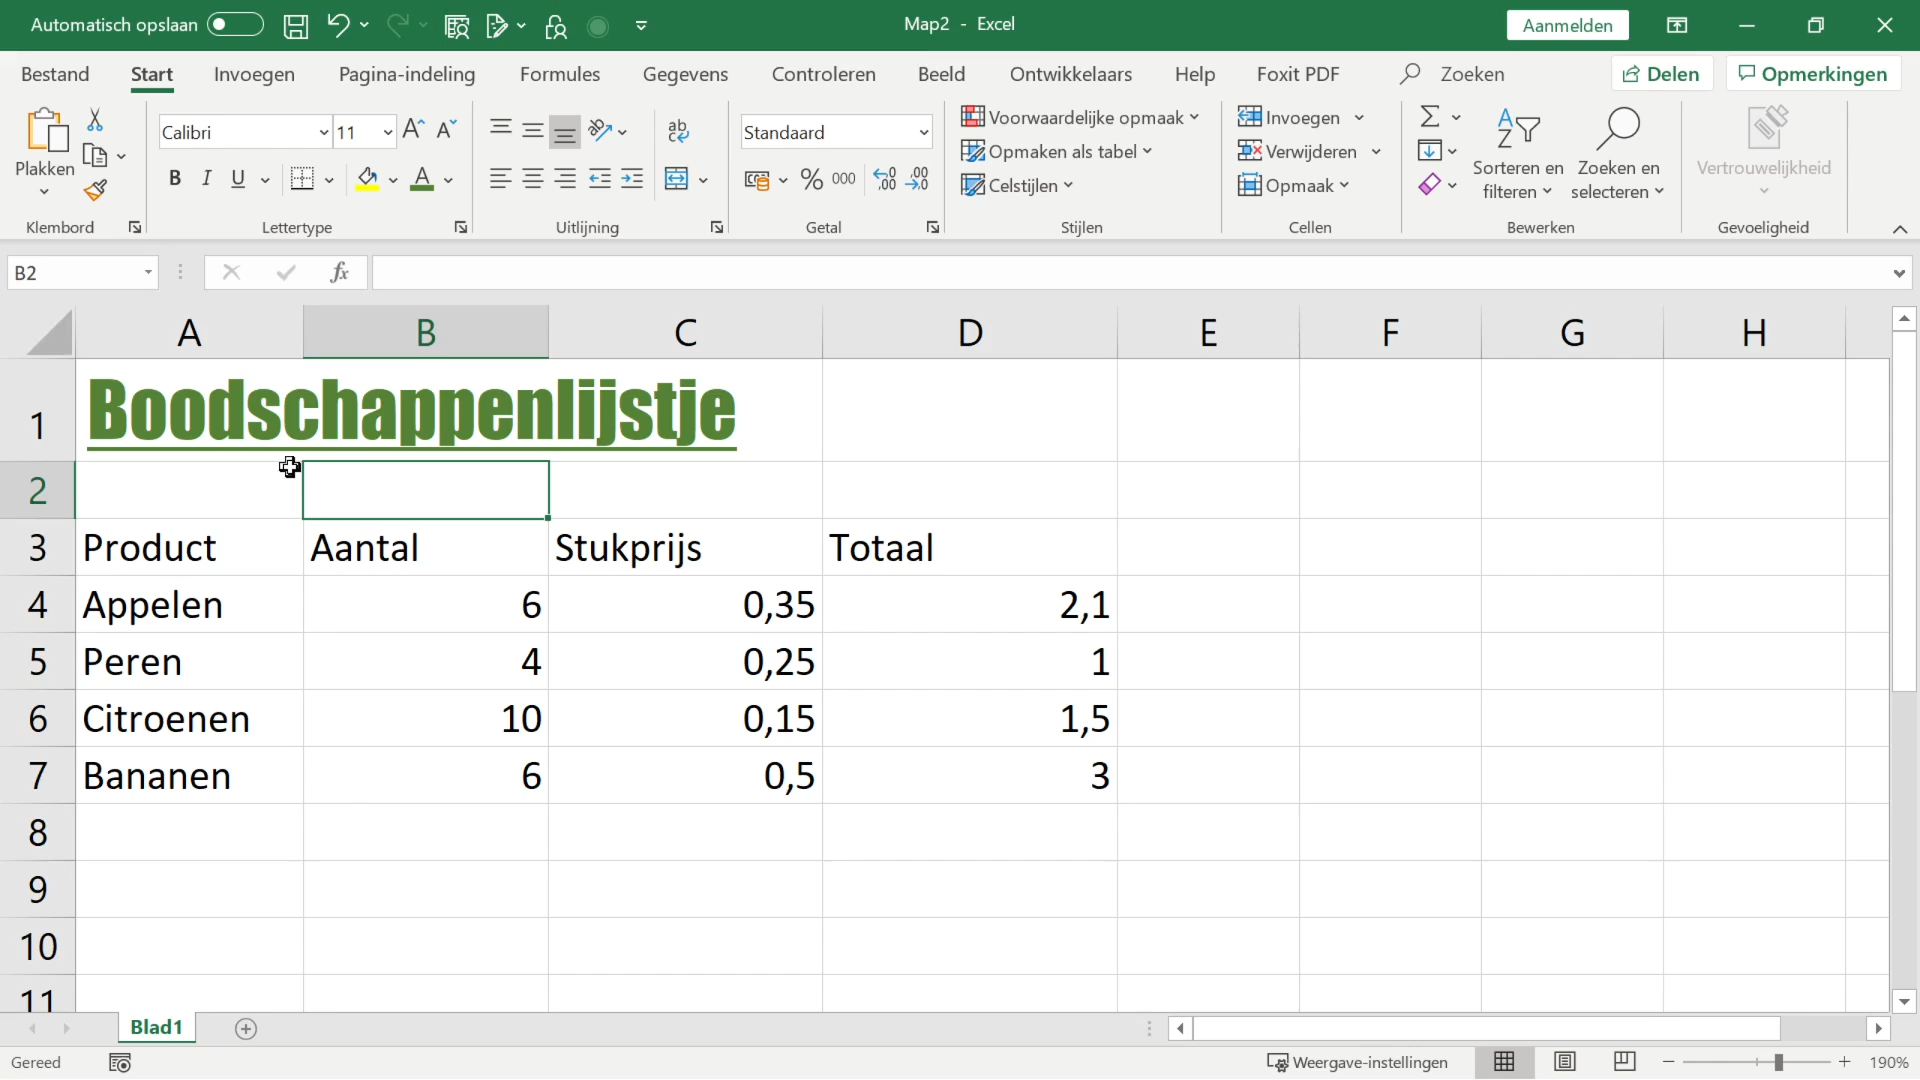 Automatisch opslaan
Map2 - Excel
Aanmelden
Bestand Start Invoegen Pagina-indeling Formules Gegevens Controleren Beeld Ontwikkelaars Help Foxit PDF Zoeken Delen Opmerkingen
Plakken
Klembord
Calibri 11
B I U A
Lettertype
ab
Uitlijning
Standaard
% 000
Getal
Voorwaardelijke opmaak
Opmaken als tabel
Celstijlen
Stijlen
Invoegen
Verwijderen
Opmaak
Cellen
Sorteren en
filteren
Zoeken en
selecteren
Bewerken
Vertrouwelijkheid
Gevoeligheid
B2 fx
A B C D E F G H
1 Boodschappenlijstje
2
3 Product Aantal Stukprijs Totaal
4 Appelen 6 0,35 2,1
5 Peren 4 0,25 1
6 Citroenen 10 0,15 1,5
7 Bananen 6 0,5 3
8
9
10
11
Blad1
Gereed
Weergave-instellingen
190%